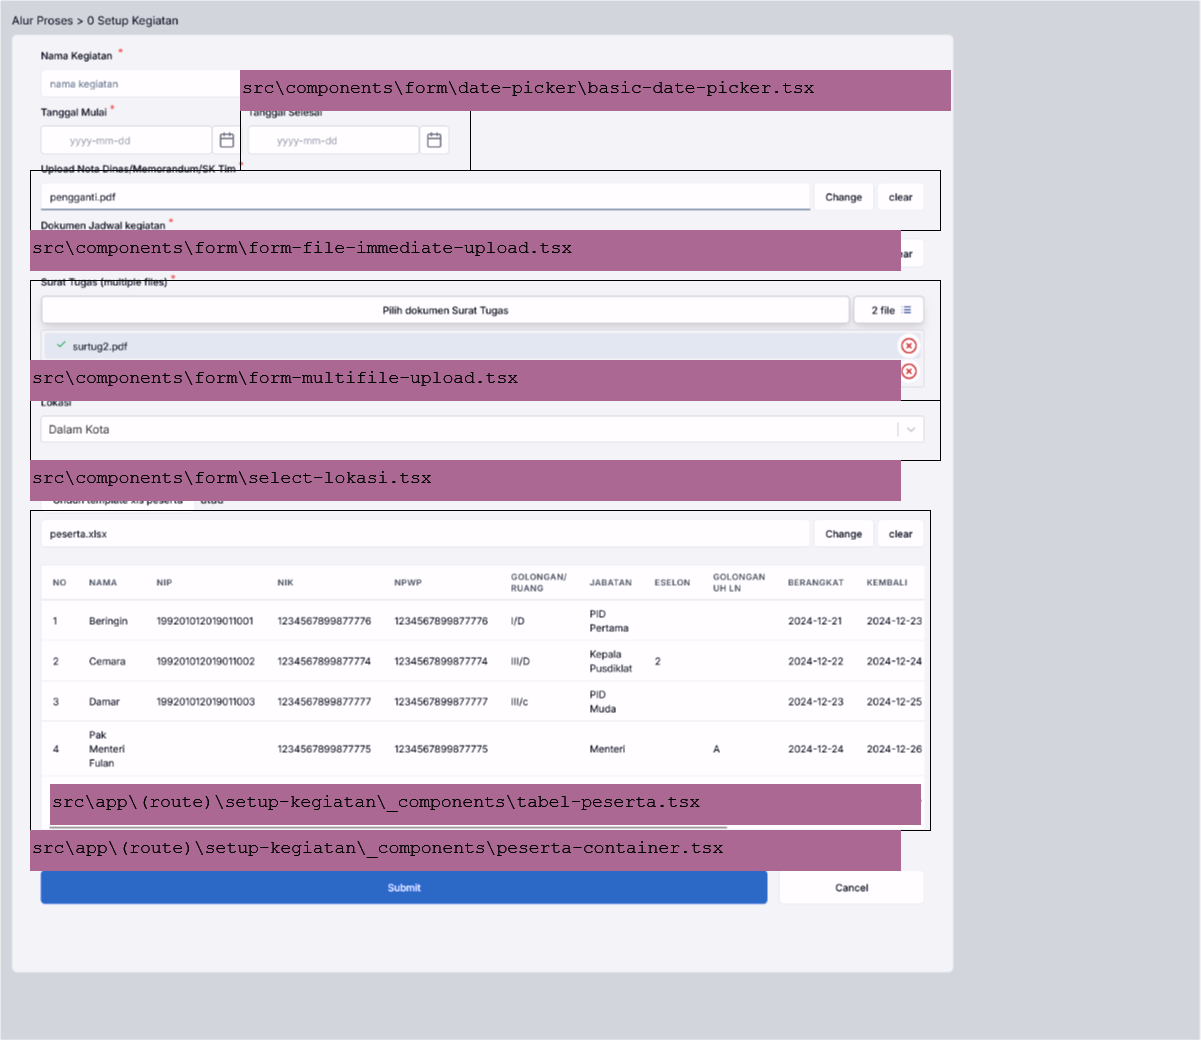 Alur Proses > 0 Setup Kegiatan
Nama Kegiatan *
nama kegiatan
src\components\form\date-picker\basic-date-picker.tsx
Tanggal Mulai *
Tanggal Selesai
yyyy-mm-dd
yyyy-mm-dd
Upload Nota Dinas/Memorandum/SK Tim *
pengganti.pdf
Change
clear
Dokumen Jadwal kegiatan *
src\components\form\form-file-immediate-upload.tsx
ear
Surat Tugas (multiple files) *
Pilih dokumen Surat Tugas
2 file
surtug2.pdf
src\components\form\form-multifile-upload.tsx
Lokasi
Dalam Kota
src\components\form\select-lokasi.tsx
Unduh template xls peserta atau
peserta.xlsx
Change
clear
NO NAMA NIP NIK NPWP GOLONGAN/ RUANG JABATAN ESELON GOLONGAN UH LN BERANGKAT KEMBALI
1 Beringin 199201012019011001 1234567899877776 1234567899877776 I/D PID Pertama 2024-12-21 2024-12-23
2 Cemara 199201012019011002 1234567899877774 1234567899877774 III/D Kepala Pusdiklat 2 2024-12-22 2024-12-24
3 Damar 199201012019011003 1234567899877777 1234567899877777 III/c PID Muda 2024-12-23 2024-12-25
4 Pak Menteri Fulan 1234567899877775 1234567899877775 Menteri A 2024-12-24 2024-12-26
src\app\(route)\setup-kegiatan\_components\tabel-peserta.tsx
src\app\(route)\setup-kegiatan\_components\peserta-container.tsx
Submit
Cancel